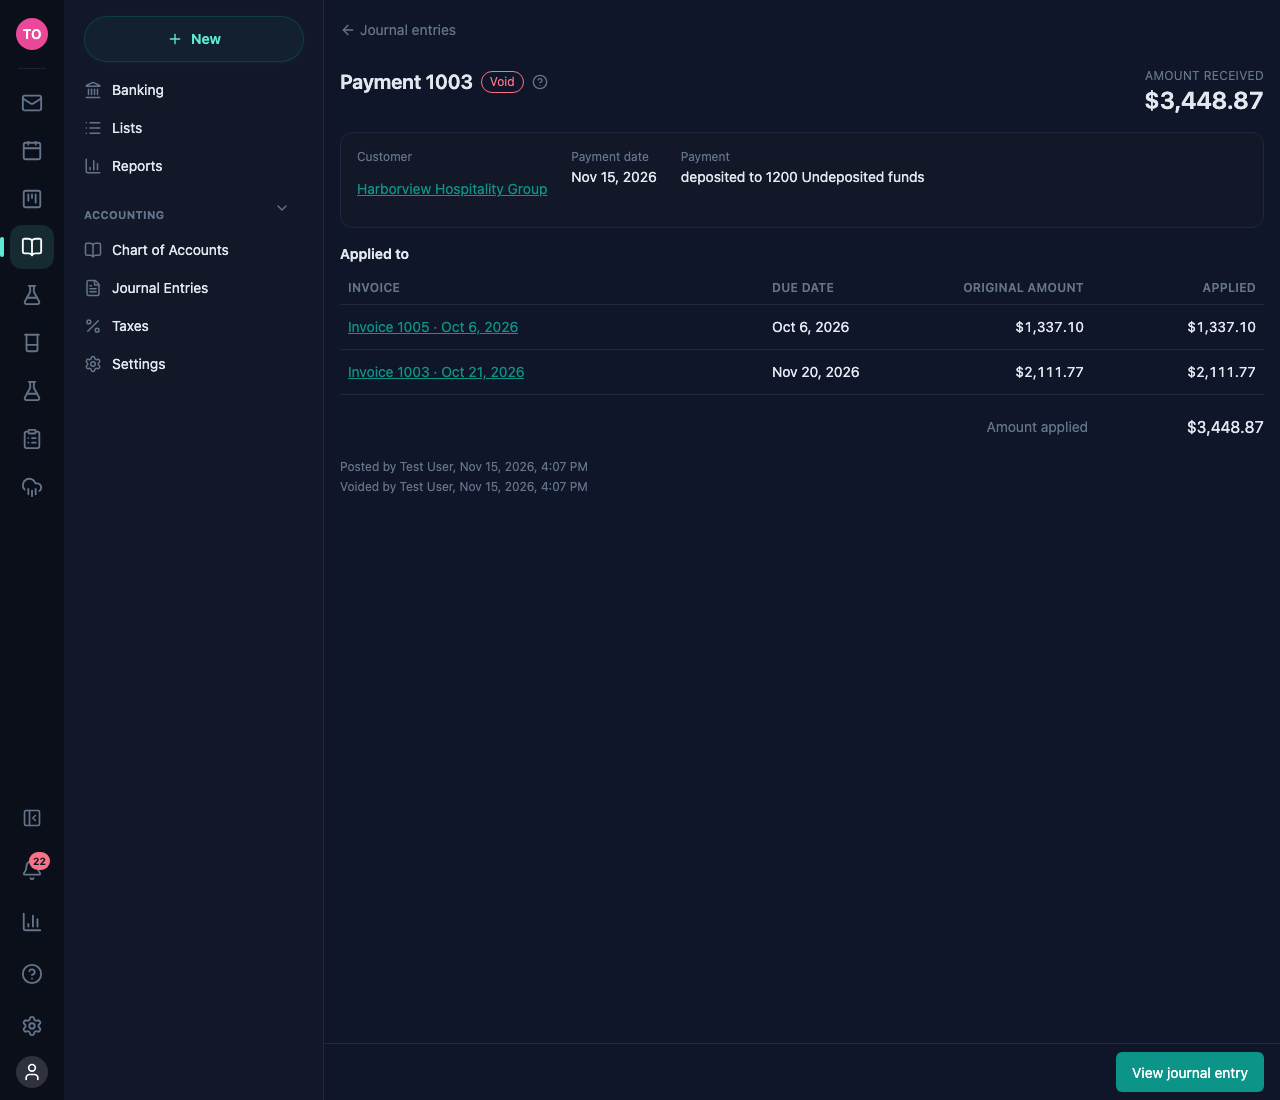 TO
New
Banking
Lists
Reports
ACCOUNTING
Chart of Accounts
Journal Entries
Taxes
Settings
22
Journal entries
Payment 1003 Void
AMOUNT RECEIVED
$3,448.87
Customer
Harborview Hospitality Group
Payment date
Nov 15, 2026
Payment
deposited to 1200 Undeposited funds
Applied to
INVOICE DUE DATE ORIGINAL AMOUNT APPLIED
Invoice 1005 · Oct 6, 2026 Oct 6, 2026 $1,337.10 $1,337.10
Invoice 1003 · Oct 21, 2026 Nov 20, 2026 $2,111.77 $2,111.77
Amount applied $3,448.87
Posted by Test User, Nov 15, 2026, 4:07 PM
Voided by Test User, Nov 15, 2026, 4:07 PM
View journal entry